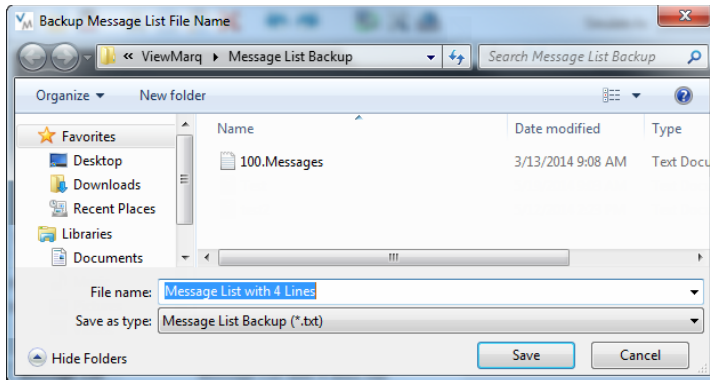 Backup Message List File Name
« ViewMarq Message List Backup
Search Message List Backup
Organize New folder
Name Date modified Type
Favorites
Desktop
Downloads
Recent Places
Libraries
Documents
100.Messages 3/13/2014 9:08 AM Text Docu
File name: Message List with 4 Lines
Save as type: Message List Backup (*.txt)
Hide Folders
Save Cancel